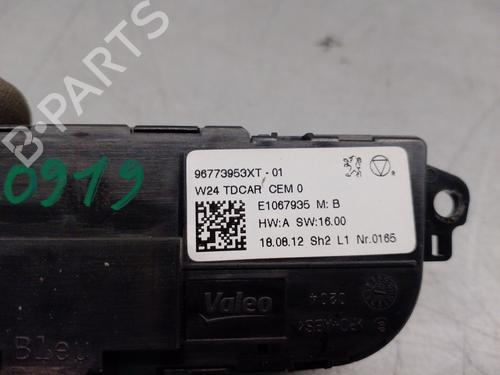 96773953XT-01
W24 TDCAR CEM 0
E1067935 M:B
HW:A SW:16.00
18.08.12 Sh2 L1 Nr.0165
0919
Valeo
0204
Bleu
B-Parts